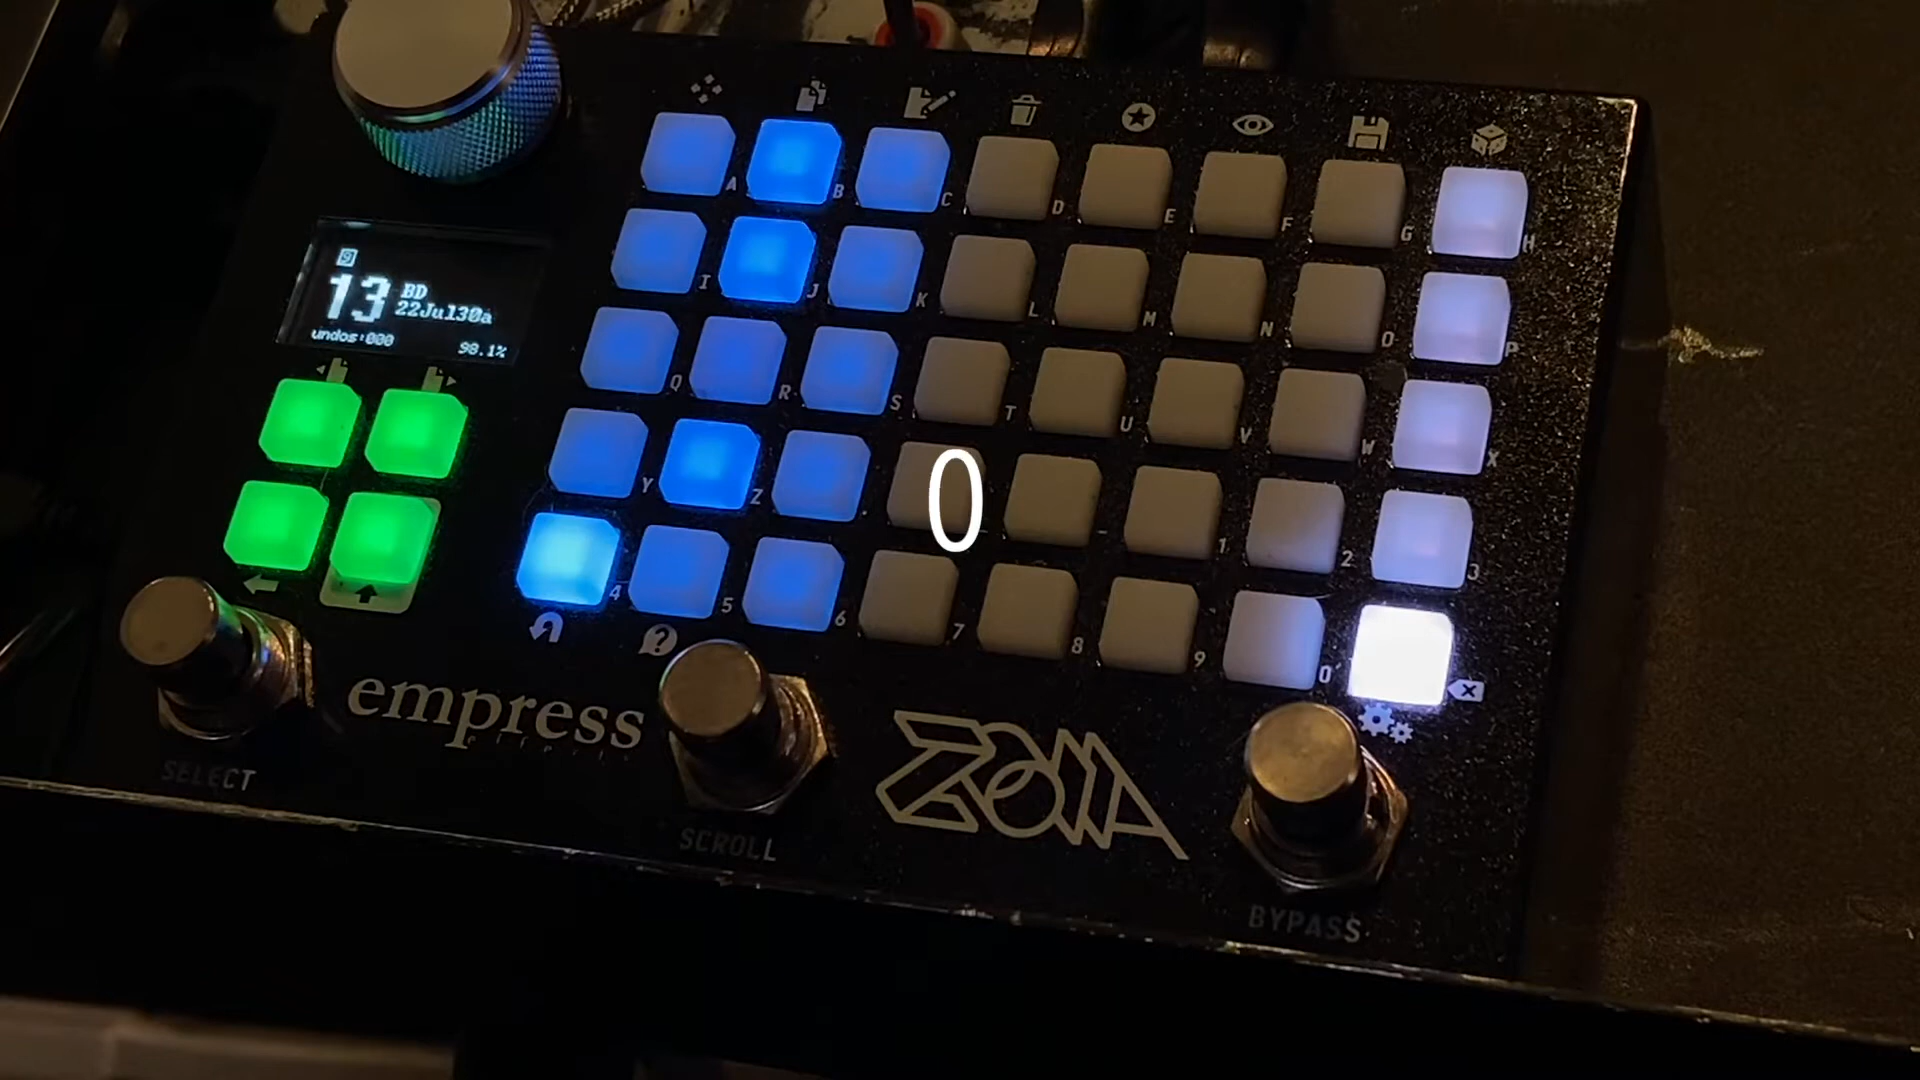 A B C D E F G H
I J K L M N O P
Q R S T U V W X
Y Z . - 1 2 3
4 5 6 7 8 9 0
13 BD
22Jul30a
undos:000 98.1%
0
empress
effects
ZOIA
SELECT
SCROLL
BYPASS